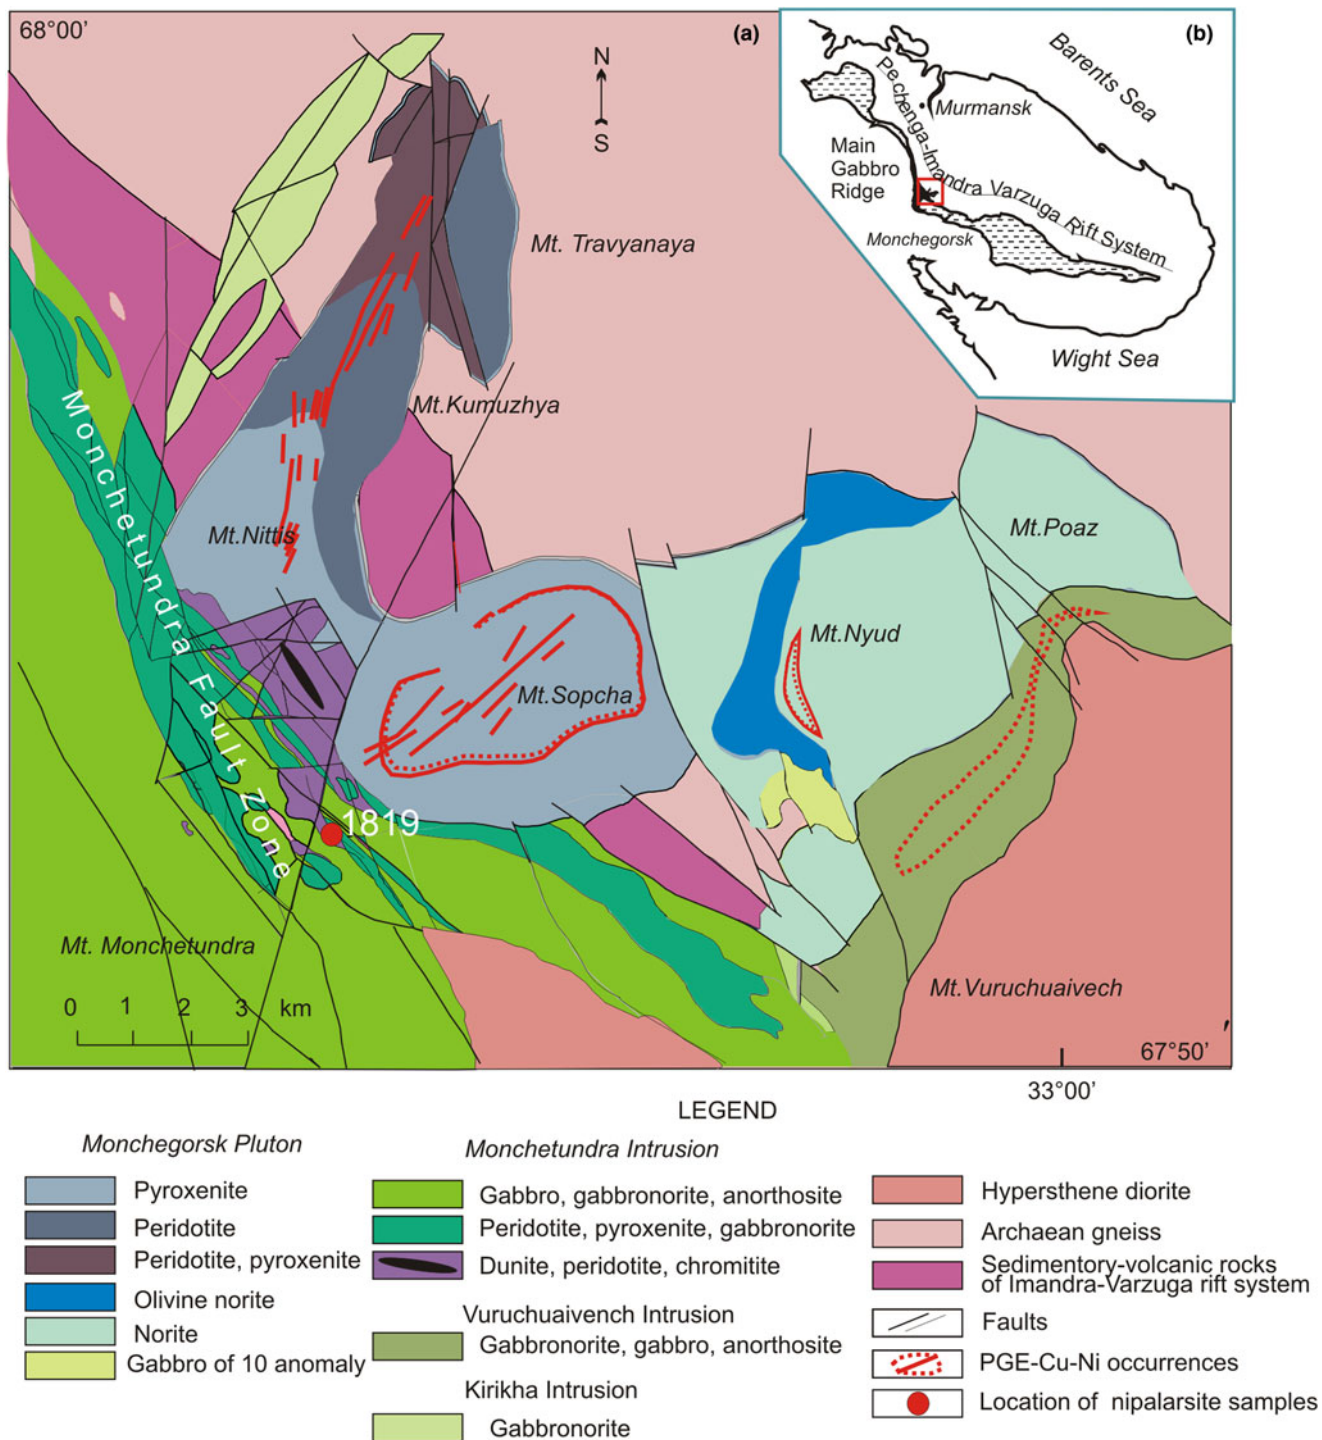 68°00’
(a)
N
S
(b)
Barents Sea
Pechenga-Imandra Varzuga Rift System
Murmansk
Main
Gabbro
Ridge
Monchegorsk
Wight Sea
Mt. Travyanaya
Mt.Kumuzhya
Monchetundra Fault Zone
Mt.Nittis
Mt.Poaz
Mt.Nyud
Mt.Sopcha
1819
Mt. Monchetundra
Mt.Vuruchuaivech
0 1 2 3 km
67°50’
33°00’
LEGEND
Monchegorsk Pluton
Pyroxenite
Peridotite
Peridotite, pyroxenite
Olivine norite
Norite
Gabbro of 10 anomaly
Monchetundra Intrusion
Gabbro, gabbronorite, anorthosite
Peridotite, pyroxenite, gabbronorite
Dunite, peridotite, chromitite
Vuruchuaivench Intrusion
Gabbronorite, gabbro, anorthosite
Kirikha Intrusion
Gabbronorite
Hypersthene diorite
Archaean gneiss
Sedimentory-volcanic rocks
of Imandra-Varzuga rift system
Faults
PGE-Cu-Ni occurrences
Location of nipalarsite samples